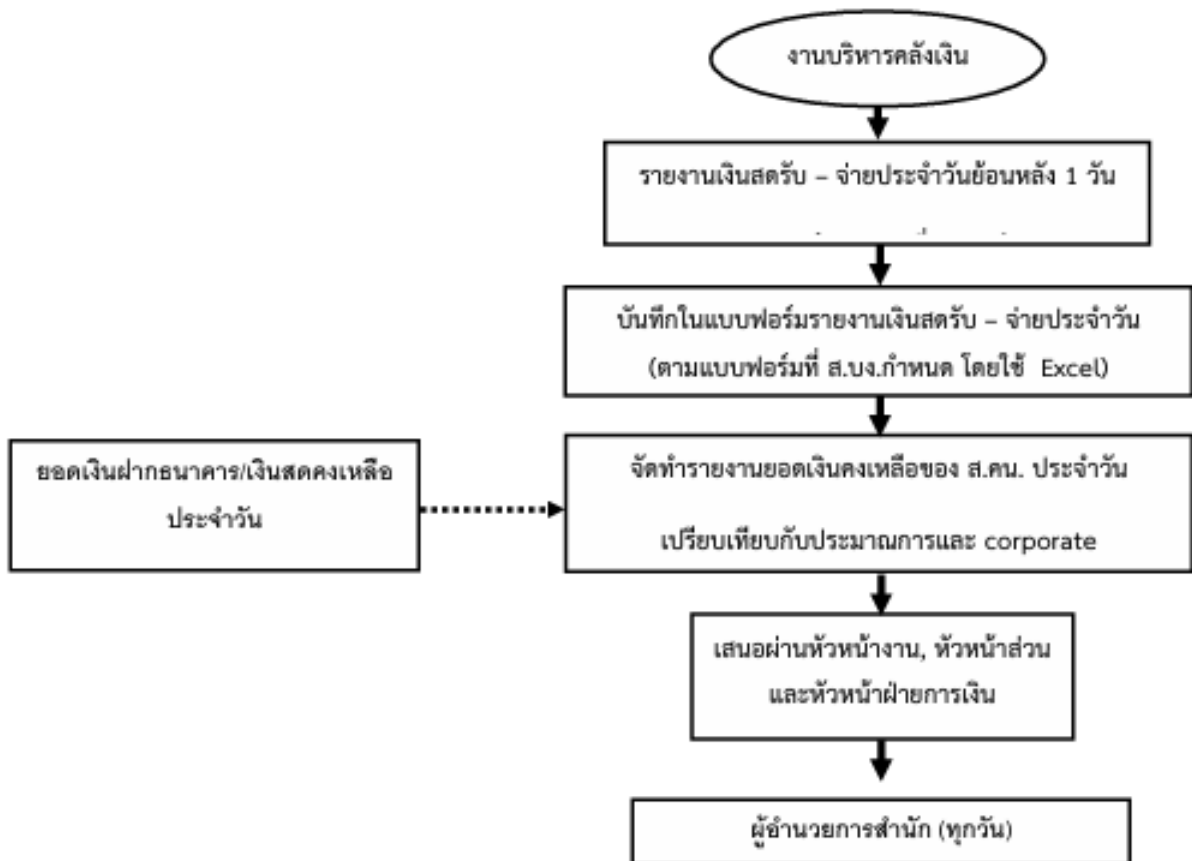 งานบริหารคลังเงิน
รายงานเงินสดรับ – จ่ายประจำวันย้อนหลัง 1 วัน
บันทึกในแบบฟอร์มรายงานเงินสดรับ – จ่ายประจำวัน
(ตามแบบฟอร์มที่ ส.บง.กำหนด โดยใช้ Excel)
ยอดเงินฝากธนาคาร/เงินสดคงเหลือ
ประจำวัน
จัดทำรายงานยอดเงินคงเหลือของ ส.คน. ประจำวัน
เปรียบเทียบกับประมาณการและ corporate
เสนอผ่านหัวหน้างาน, หัวหน้าส่วน
และหัวหน้าฝ่ายการเงิน
ผู้อำนวยการสำนัก (ทุกวัน)